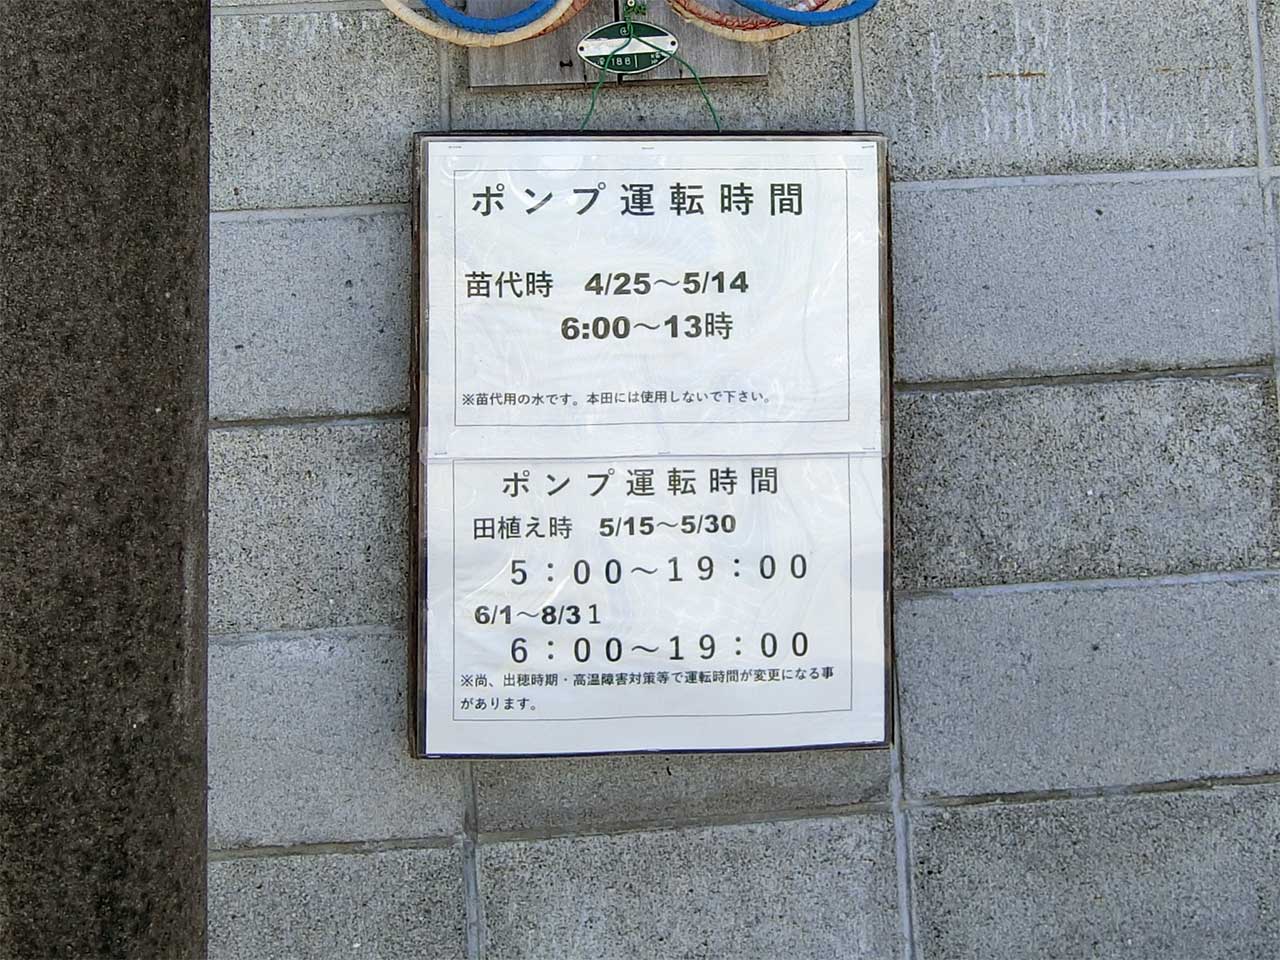 188
ポンプ運転時間
苗代時　4/25～5/14
6:00～13時
※苗代用の水です。本田には使用しないで下さい。
ポンプ運転時間
田植え時　5/15～5/30
５：００～１９：００
6/1～8/3１
６：００～１９：００
※尚、出穂時期・高温障害対策等で運転時間が変更になる事
があります。